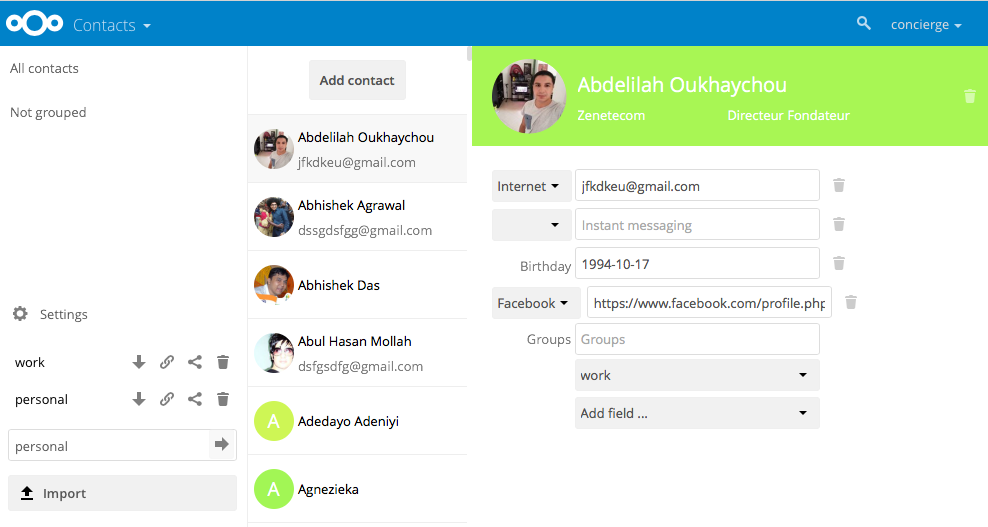 Contacts
concierge
All contacts
Not grouped
Settings
work
personal
personal
Import
Add contact
Abdelilah Oukhaychou
jfkdkeu@gmail.com
Abhishek Agrawal
dssgdsfgg@gmail.com
Abhishek Das
Abul Hasan Mollah
dsfgsdfg@gmail.com
A
Adedayo Adeniyi
A
Agnezieka
Abdelilah Oukhaychou
Zenetecom Directeur Fondateur
Internet jfkdkeu@gmail.com
Instant messaging
Birthday 1994-10-17
Facebook https://www.facebook.com/profile.php
Groups Groups
work
Add field ...